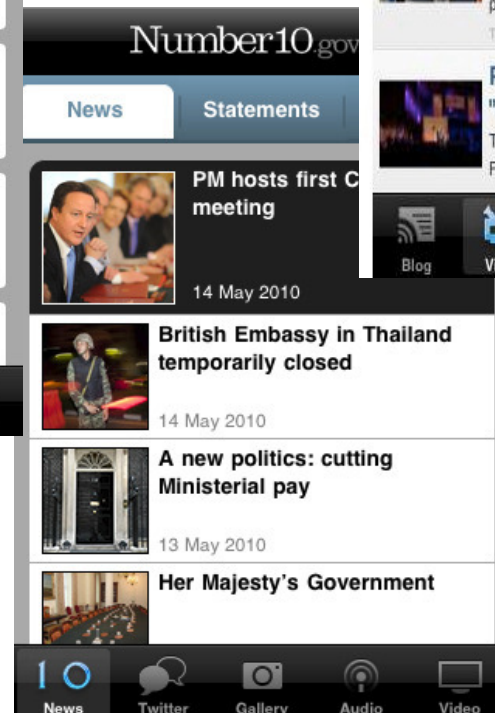 Number10.gov
News
Statements
PM hosts first C
meeting
14 May 2010
British Embassy in Thailand
temporarily closed
14 May 2010
A new politics: cutting
Ministerial pay
13 May 2010
Her Majesty's Government
10
News
Twitter
Gallery
Audio
Video
Blog